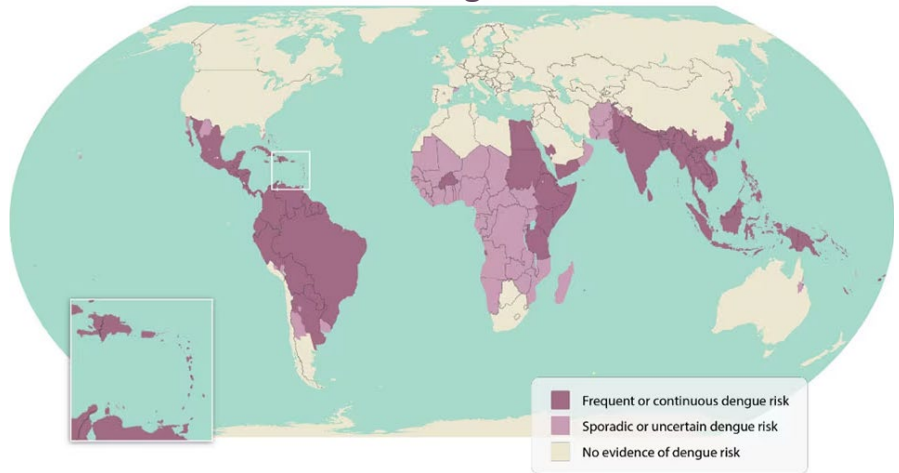 Frequent or continuous dengue risk
Sporadic or uncertain dengue risk
No evidence of dengue risk